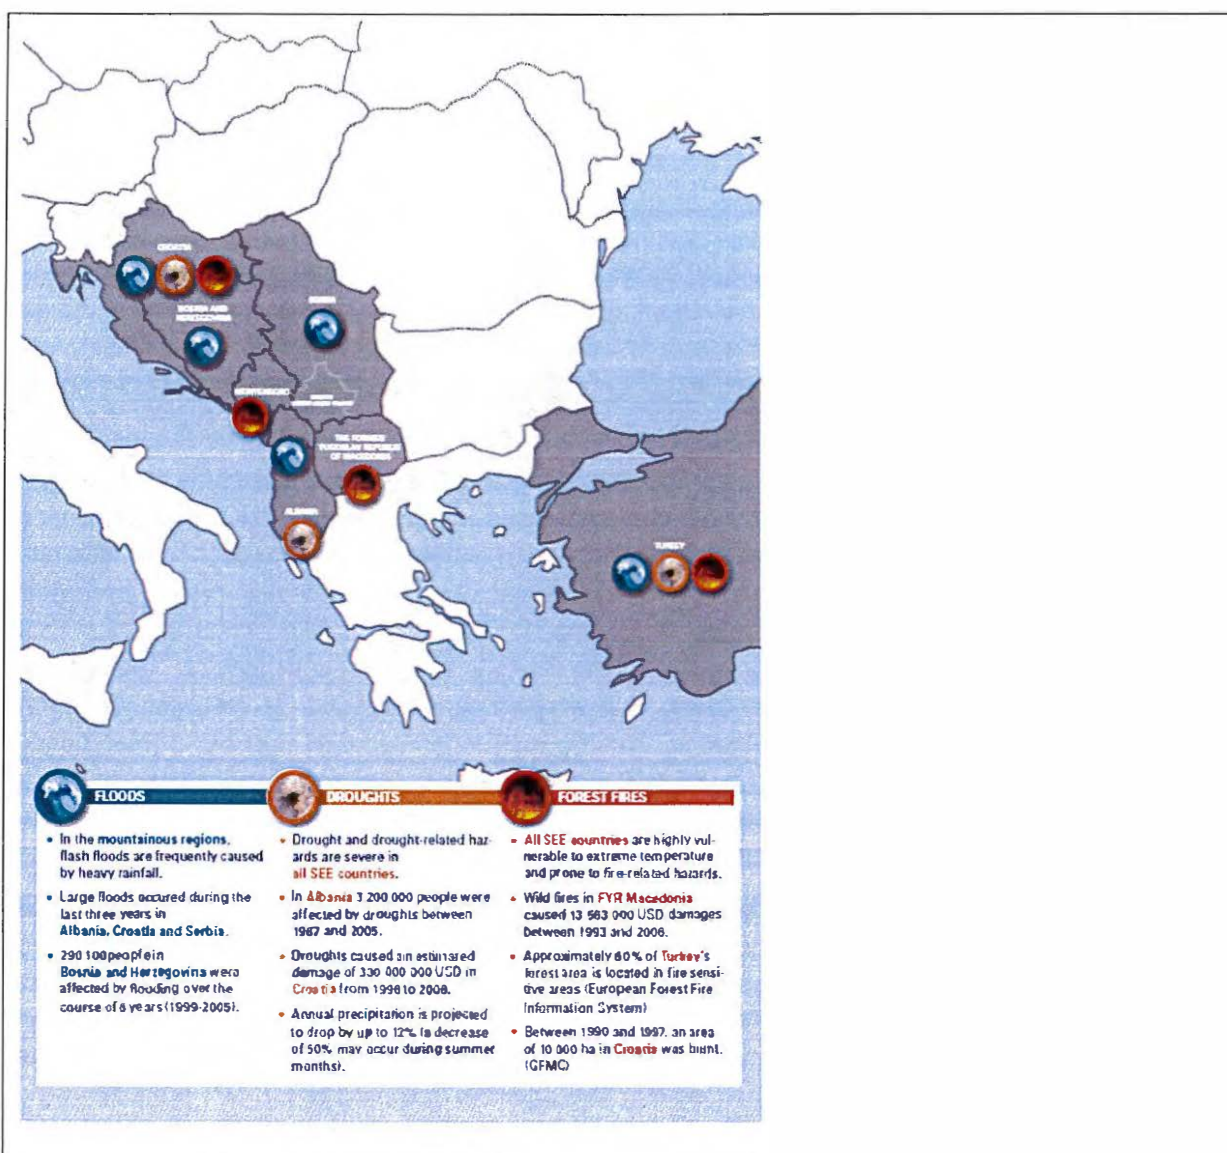 CROATIA
BOSNIA AND
HERZEGOVINA
SERBIA
MONTENEGRO
THE FORMER
YUGOSLAV REPUBLIC
OF MACEDONIA
ALBANIA
TURKEY
FLOODS
• In the mountainous regions,
flash floods are frequently caused
by heavy rainfall.
• Large floods occured during the
last three years in
Albania, Croatia and Serbia.
• 290 100 people in
Bosnia and Herzegovina were
affected by flooding over the
course of 6 years (1999-2005).
DROUGHTS
• Drought and drought-related haz-
ards are severe in
all SEE countries.
• In Albania 3 200 000 people were
affected by droughts between
1987 and 2005.
• Droughts caused an estimated
damage of 330 000 000 USD in
Croatia from 1996 to 2006.
• Annual precipitation is projected
to drop by up to 12% (a decrease
of 50% may occur during summer
months).
FOREST FIRES
• All SEE countries are highly vul-
nerable to extreme temperature
and prone to fire-related hazards.
• Wild fires in FYR Macedonia
caused 13 563 000 USD damages
between 1993 and 2006.
• Approximately 60% of Turkey's
forest area is located in fire sensi-
tive areas (European Forest Fire
Information System)
• Between 1990 and 1997, an area
of 10 000 ha in Croatia was burnt.
(GFMC)